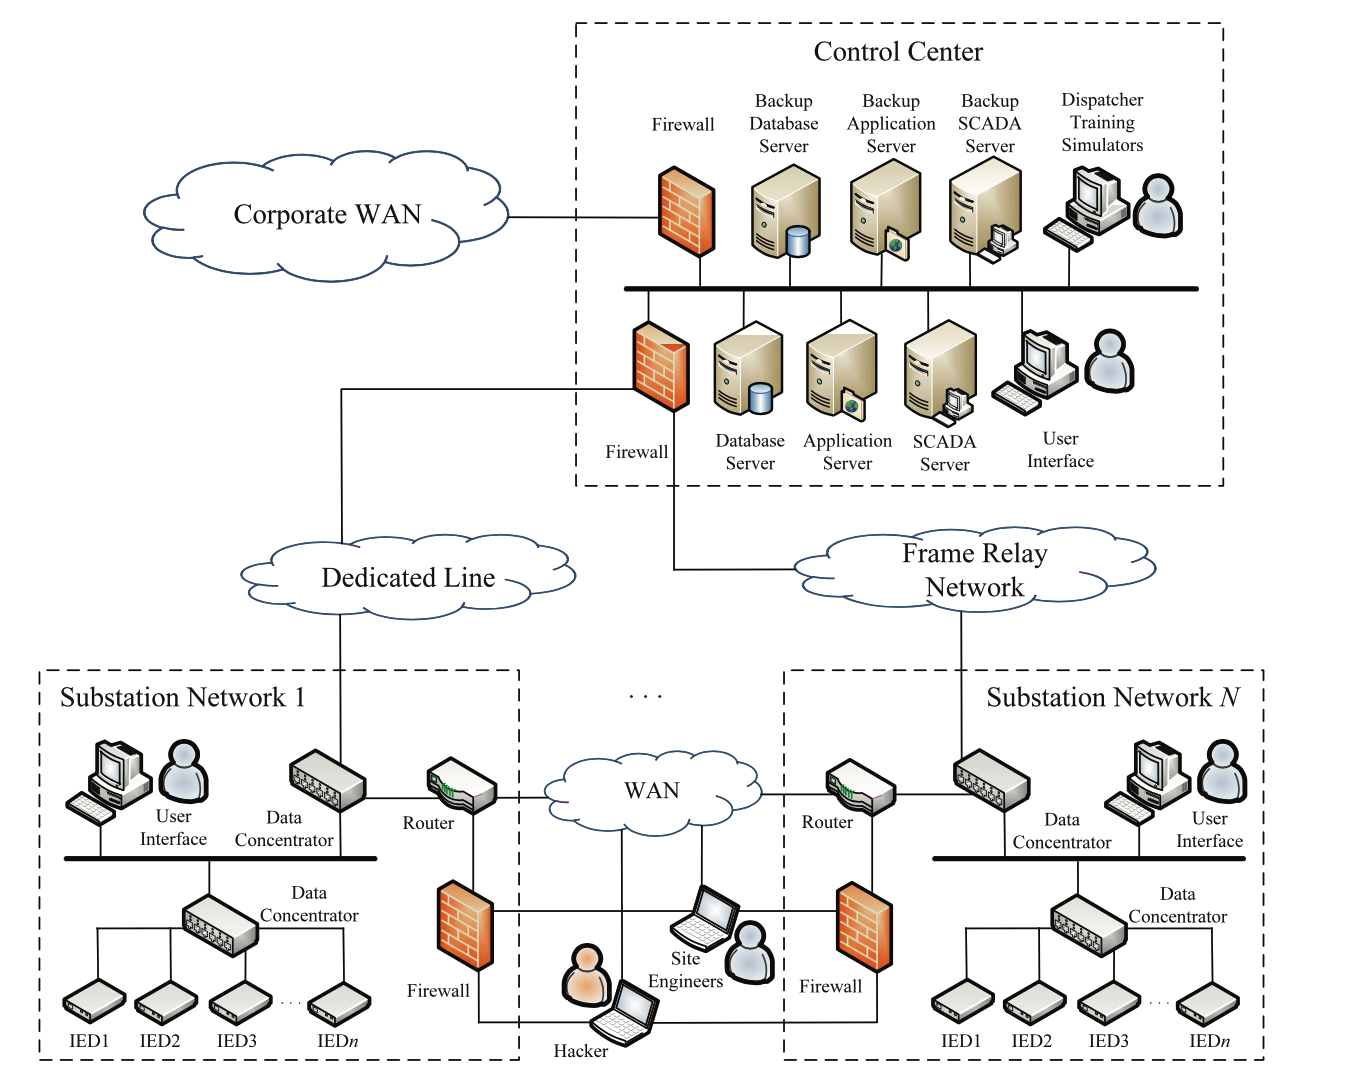 Control Center
Firewall
Backup
Database
Server
Backup
Application
Server
Backup
SCADA
Server
Dispatcher
Training
Simulators
Corporate WAN
Firewall
Database
Server
Application
Server
SCADA
Server
User
Interface
Dedicated Line
Frame Relay
Network
Substation Network 1
. . .
Substation Network N
User
Interface
Data
Concentrator
Router
WAN
Router
Data
Concentrator
User
Interface
Data
Concentrator
Firewall
Site
Engineers
Hacker
Firewall
Data
Concentrator
IED1
IED2
IED3
. . .
IEDn
IED1
IED2
IED3
. . .
IEDn